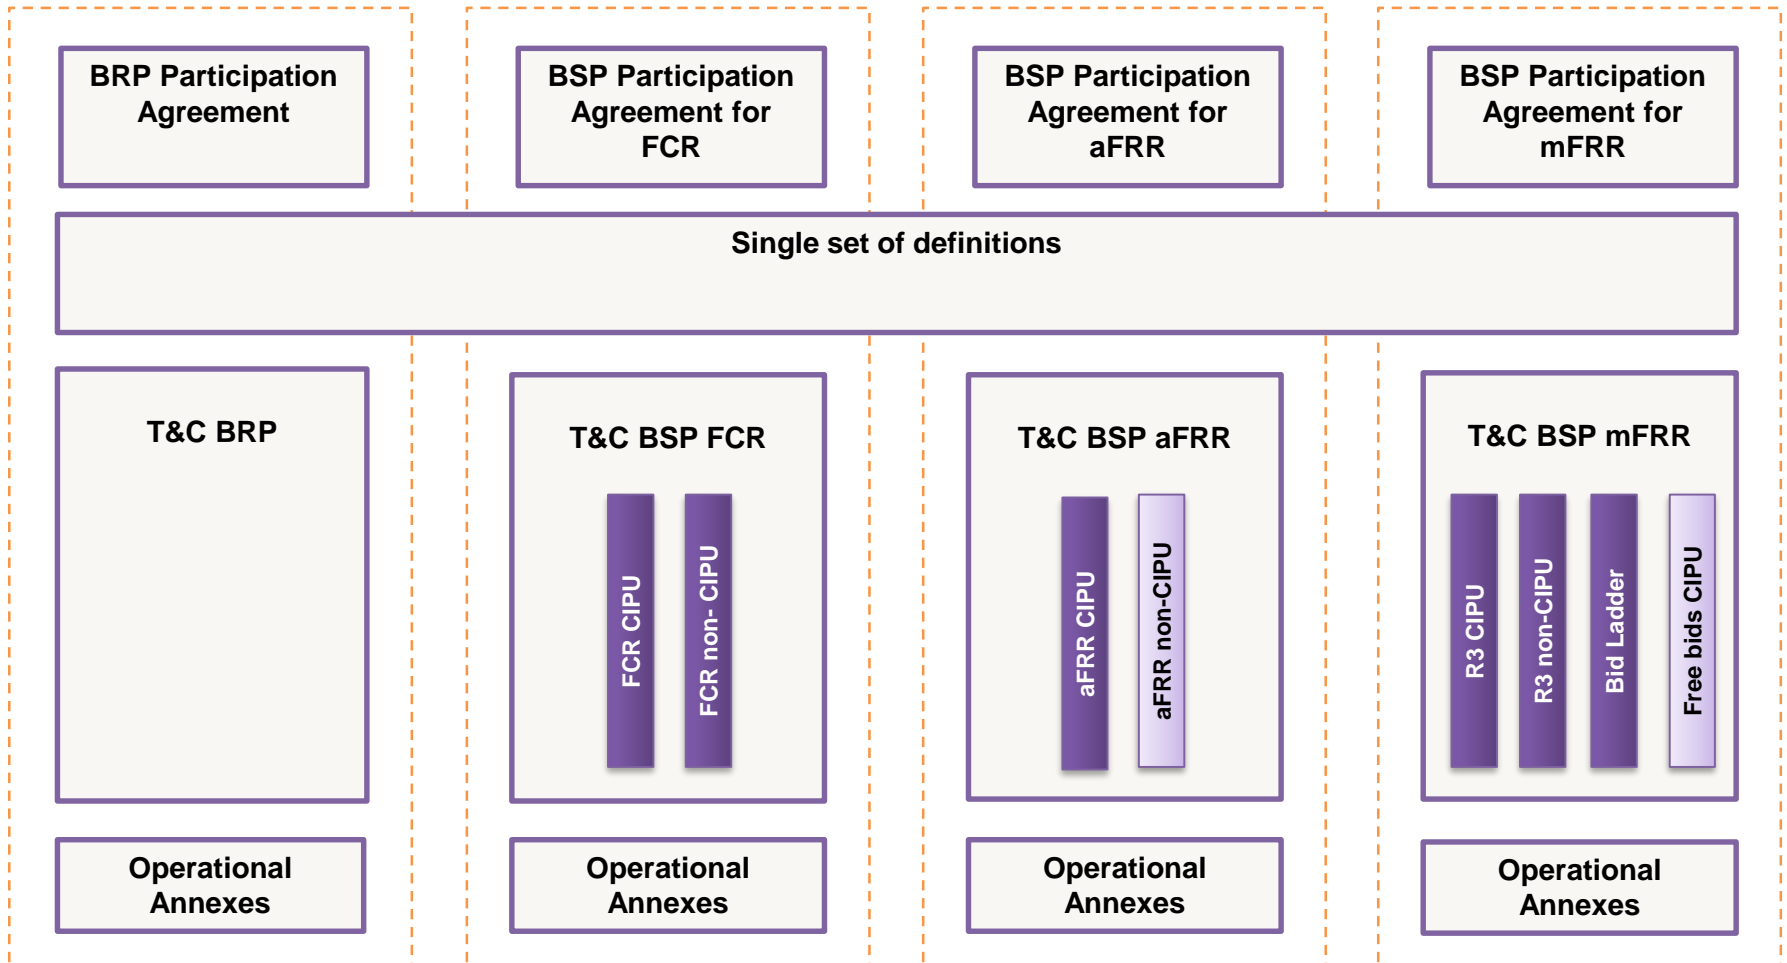 BRP Participation
Agreement
BSP Participation
Agreement for
FCR
BSP Participation
Agreement for
aFRR
BSP Participation
Agreement for
mFRR
Single set of definitions
T&C BRP
T&C BSP FCR
FCR CIPU
FCR non- CIPU
T&C BSP aFRR
aFRR CIPU
aFRR non-CIPU
T&C BSP mFRR
R3 CIPU
R3 non-CIPU
Bid Ladder
Free bids CIPU
Operational
Annexes
Operational
Annexes
Operational
Annexes
Operational
Annexes